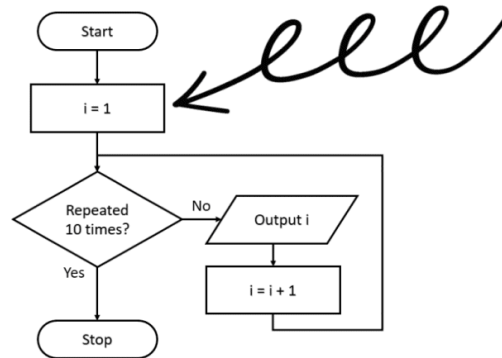 Start
i = 1
Repeated
10 times?
No
Output i
Yes
i = i + 1
Stop